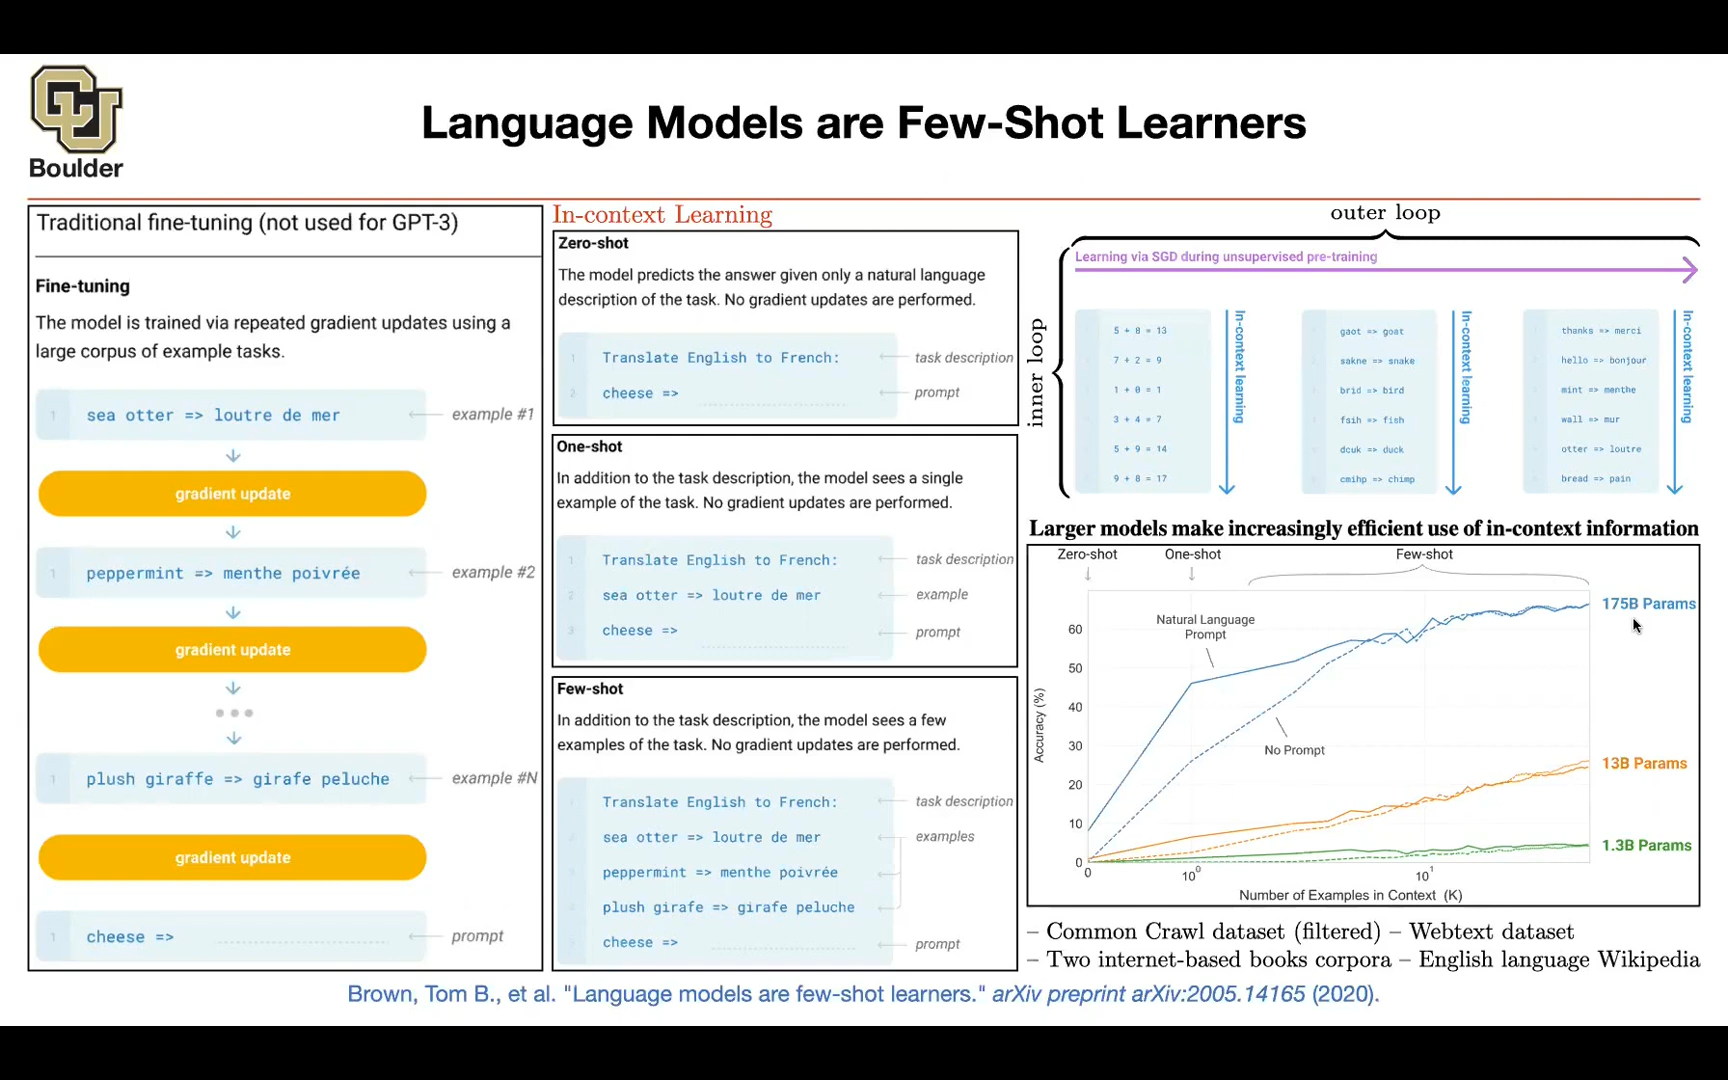 Boulder
Language Models are Few-Shot Learners
Traditional fine-tuning (not used for GPT-3)
Fine-tuning
The model is trained via repeated gradient updates using a
large corpus of example tasks.
1 sea otter => loutre de mer
example #1
gradient update
1 peppermint => menthe poivrée
example #2
gradient update
1 plush giraffe => girafe peluche
example #N
gradient update
1 cheese =>
prompt
In-context Learning
Zero-shot
The model predicts the answer given only a natural language
description of the task. No gradient updates are performed.
1 Translate English to French:
task description
2 cheese =>
prompt
One-shot
In addition to the task description, the model sees a single
example of the task. No gradient updates are performed.
1 Translate English to French:
task description
2 sea otter => loutre de mer
example
3 cheese =>
prompt
Few-shot
In addition to the task description, the model sees a few
examples of the task. No gradient updates are performed.
Translate English to French:
task description
sea otter => loutre de mer
examples
peppermint => menthe poivrée
plush girafe => girafe peluche
cheese =>
prompt
outer loop
inner loop
Learning via SGD during unsupervised pre-training
5 + 8 = 13
7 + 2 = 9
1 + 0 = 1
3 + 4 = 7
5 + 9 = 14
9 + 8 = 17
In-context learning
gaot => goat
sakne => snake
brid => bird
fsih => fish
dcuk => duck
cmihp => chimp
In-context learning
thanks => merci
hello => bonjour
mint => menthe
wall => mur
otter => loutre
bread => pain
In-context learning
Larger models make increasingly efficient use of in-context information
Zero-shot
One-shot
Few-shot
175B Params
Natural Language
Prompt
No Prompt
13B Params
1.3B Params
Accuracy (%)
60
50
40
30
20
10
0
0
10⁰
10¹
Number of Examples in Context (K)
– Common Crawl dataset (filtered) – Webtext dataset
– Two internet-based books corpora – English language Wikipedia
Brown, Tom B., et al. "Language models are few-shot learners." arXiv preprint arXiv:2005.14165 (2020).